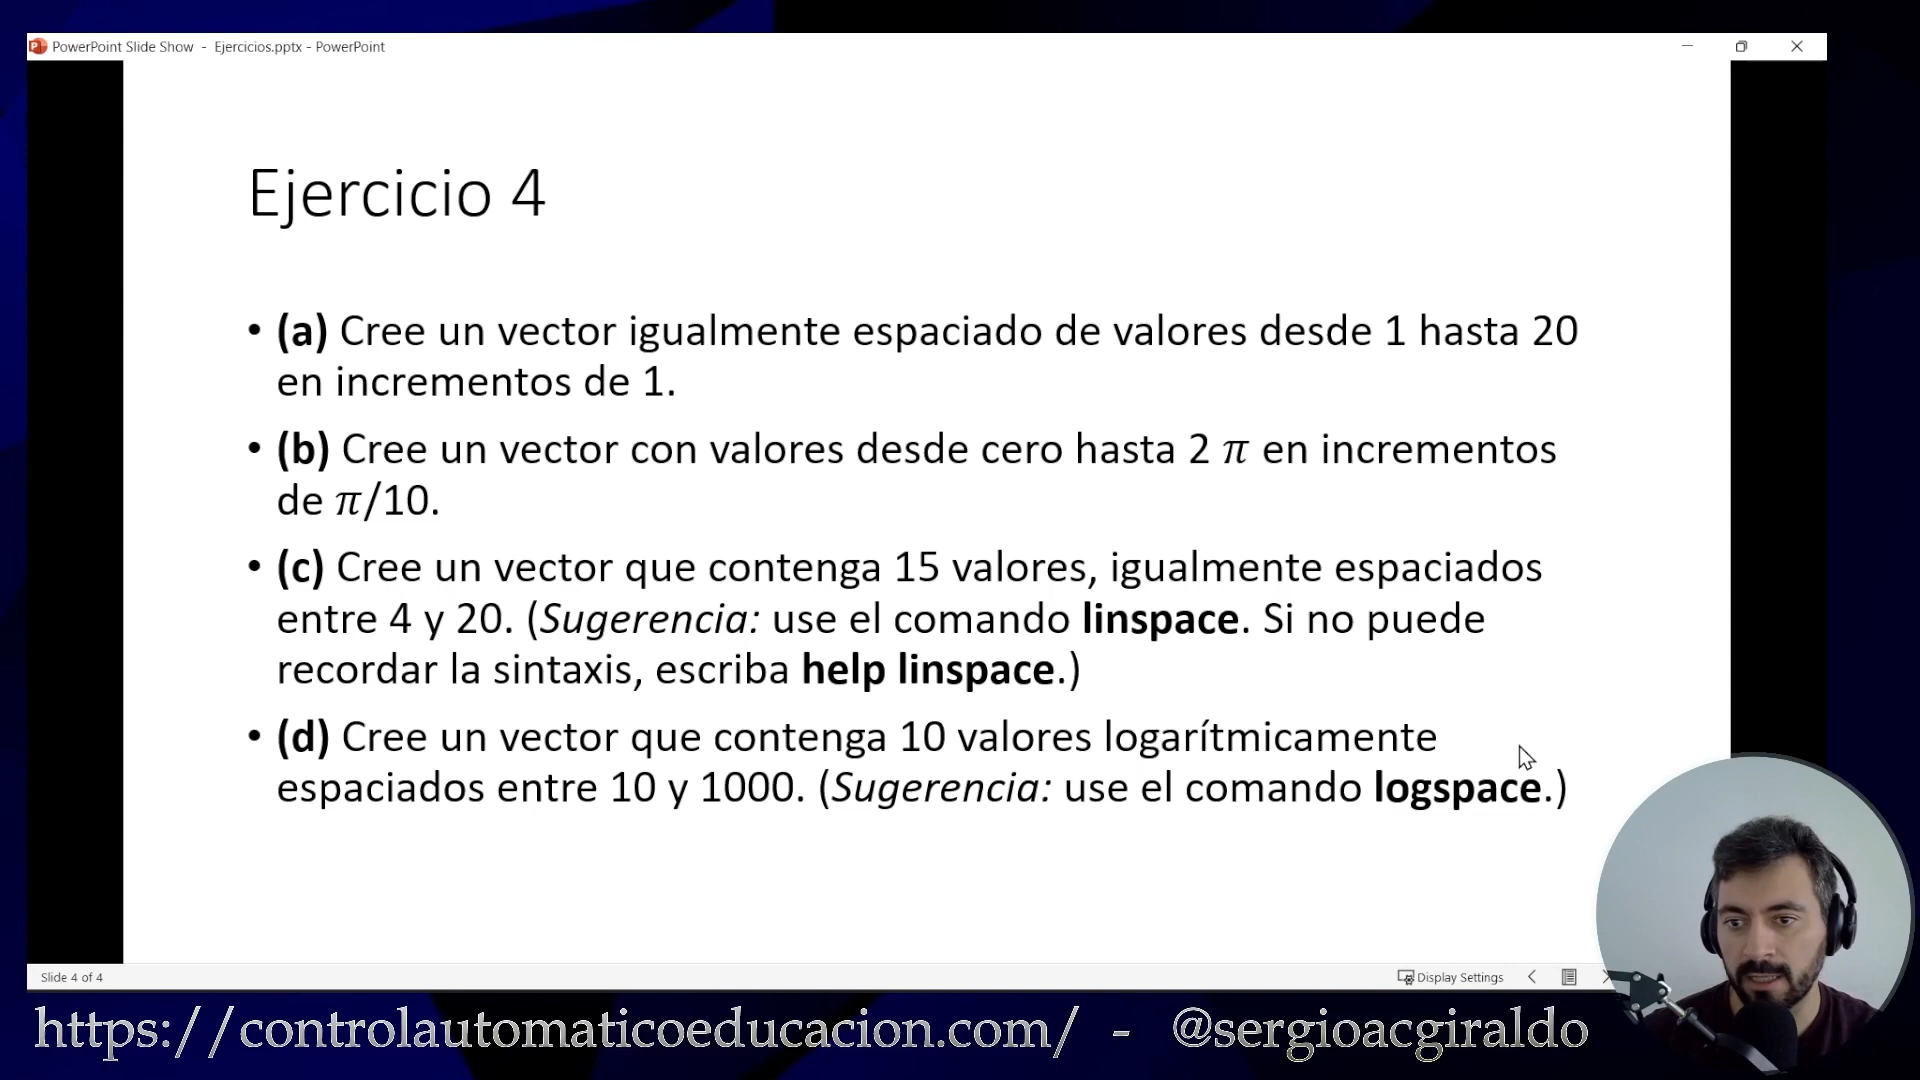 PowerPoint Slide Show - Ejercicios.pptx - PowerPoint
Ejercicio 4
• (a) Cree un vector igualmente espaciado de valores desde 1 hasta 20
en incrementos de 1.
• (b) Cree un vector con valores desde cero hasta 2 π en incrementos
de π/10.
• (c) Cree un vector que contenga 15 valores, igualmente espaciados
entre 4 y 20. (Sugerencia: use el comando linspace. Si no puede
recordar la sintaxis, escriba help linspace.)
• (d) Cree un vector que contenga 10 valores logarítmicamente
espaciados entre 10 y 1000. (Sugerencia: use el comando logspace.)
Slide 4 of 4
Display Settings
https://controlautomaticoeducacion.com/ - @sergioacgiraldo